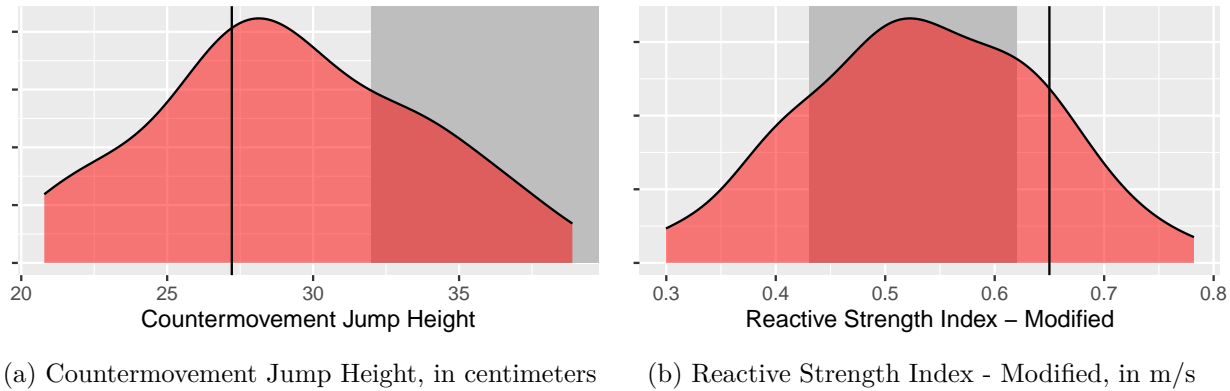 20 25 30 35
Countermovement Jump Height
(a) Countermovement Jump Height, in centimeters
0.3 0.4 0.5 0.6 0.7 0.8
Reactive Strength Index – Modified
(b) Reactive Strength Index - Modified, in m/s